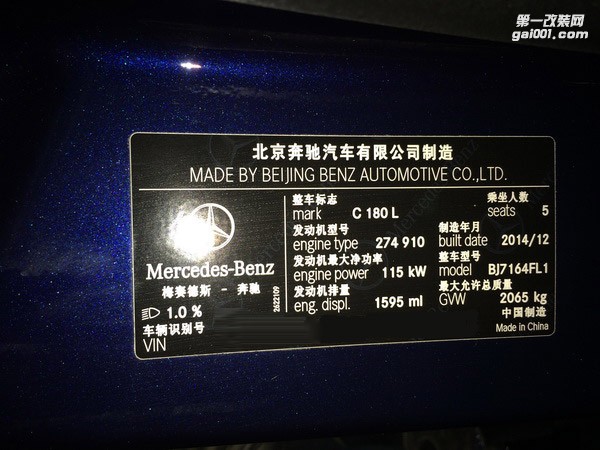 第一改装网
gai001.com
北京奔驰汽车有限公司制造
MADE BY BEIJING BENZ AUTOMOTIVE CO.,LTD.
整车标志
mark C 180 L
乘坐人数
seats 5
发动机型号
engine type 274 910
制造年月
built date 2014/12
发动机最大净功率
engine power 115 kW
整车型号
model BJ7164FL1
发动机排量
eng. displ. 1595 ml
最大允许总质量
GVW 2065 kg
中国制造
Made in China
Mercedes-Benz
梅赛德斯 - 奔驰
1.0 %
车辆识别号
VIN
2622109